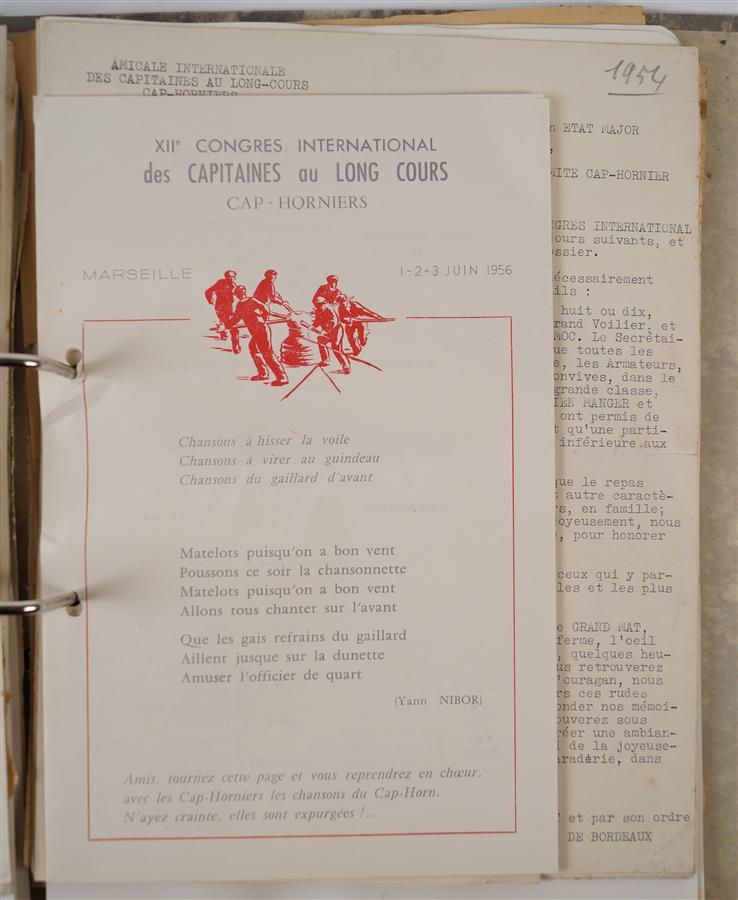 AMICALE INTERNATIONALE
DES CAPITAINES AU LONG-COURS
CAP-HORNIERS
1954
XIIe CONGRES INTERNATIONAL
des CAPITAINES au LONG COURS
CAP-HORNIERS
MARSEILLE
1-2-3 JUIN 1956
Chansons à hisser la voile
Chansons à virer au guindeau
Chansons du gaillard d'avant
Matelots puisqu'on a bon vent
Poussons ce soir la chansonnette
Matelots puisqu'on a bon vent
Allons tous chanter sur l'avant
Que les gais refrains du gaillard
Aillent jusque sur la dunette
Amuser l'officier de quart
(Yann NIBOR)
Amis, tournez cette page et vous reprendrez en chœur,
avec les Cap-Horniers les chansons du Cap-Horn.
N'ayez crainte, elles sont expurgées !...
ETAT MAJOR
CAP-HORNIER
INTERNATIONAL
ours suivants, et
ssier.
écessairement
ils :
huit ou dix,
rand Voilier, et
MOC. Le Secrétai-
ue toutes les
, les Armateurs,
onvives, dans le
grande classe,
IEN MANGER et
ont permis de
t qu'une parti-
inférieure aux
que le repas
autre caractè-
s, en famille;
oyeusement, nous
, pour honorer
ceux qui y par-
les et les plus
e GRAND MAT,
ferme, l'oeil
, quelques heu-
us retrouverez
'ouragan, nous
rs ces rudes
onder nos mémoi-
ouverez sous
réer une ambian-
de la joyeuse-
araderie, dans
et par son ordre
DE BORDEAUX